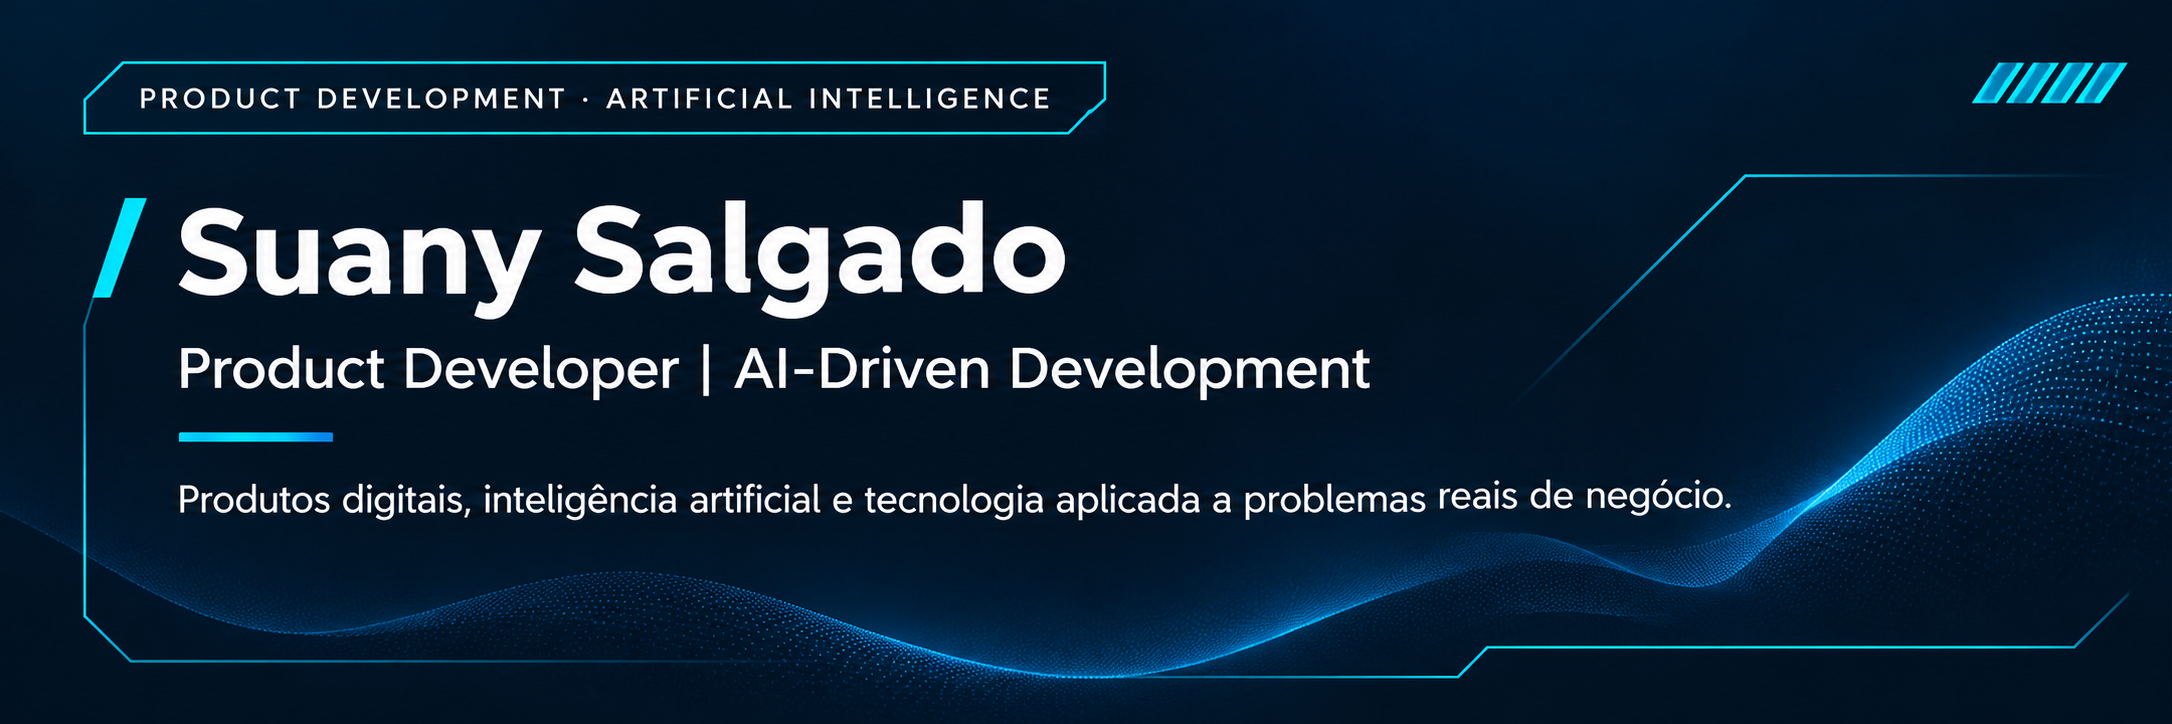 PRODUCT DEVELOPMENT · ARTIFICIAL INTELLIGENCE
Suany Salgado
Product Developer | AI-Driven Development
Produtos digitais, inteligência artificial e tecnologia aplicada a problemas reais de negócio.